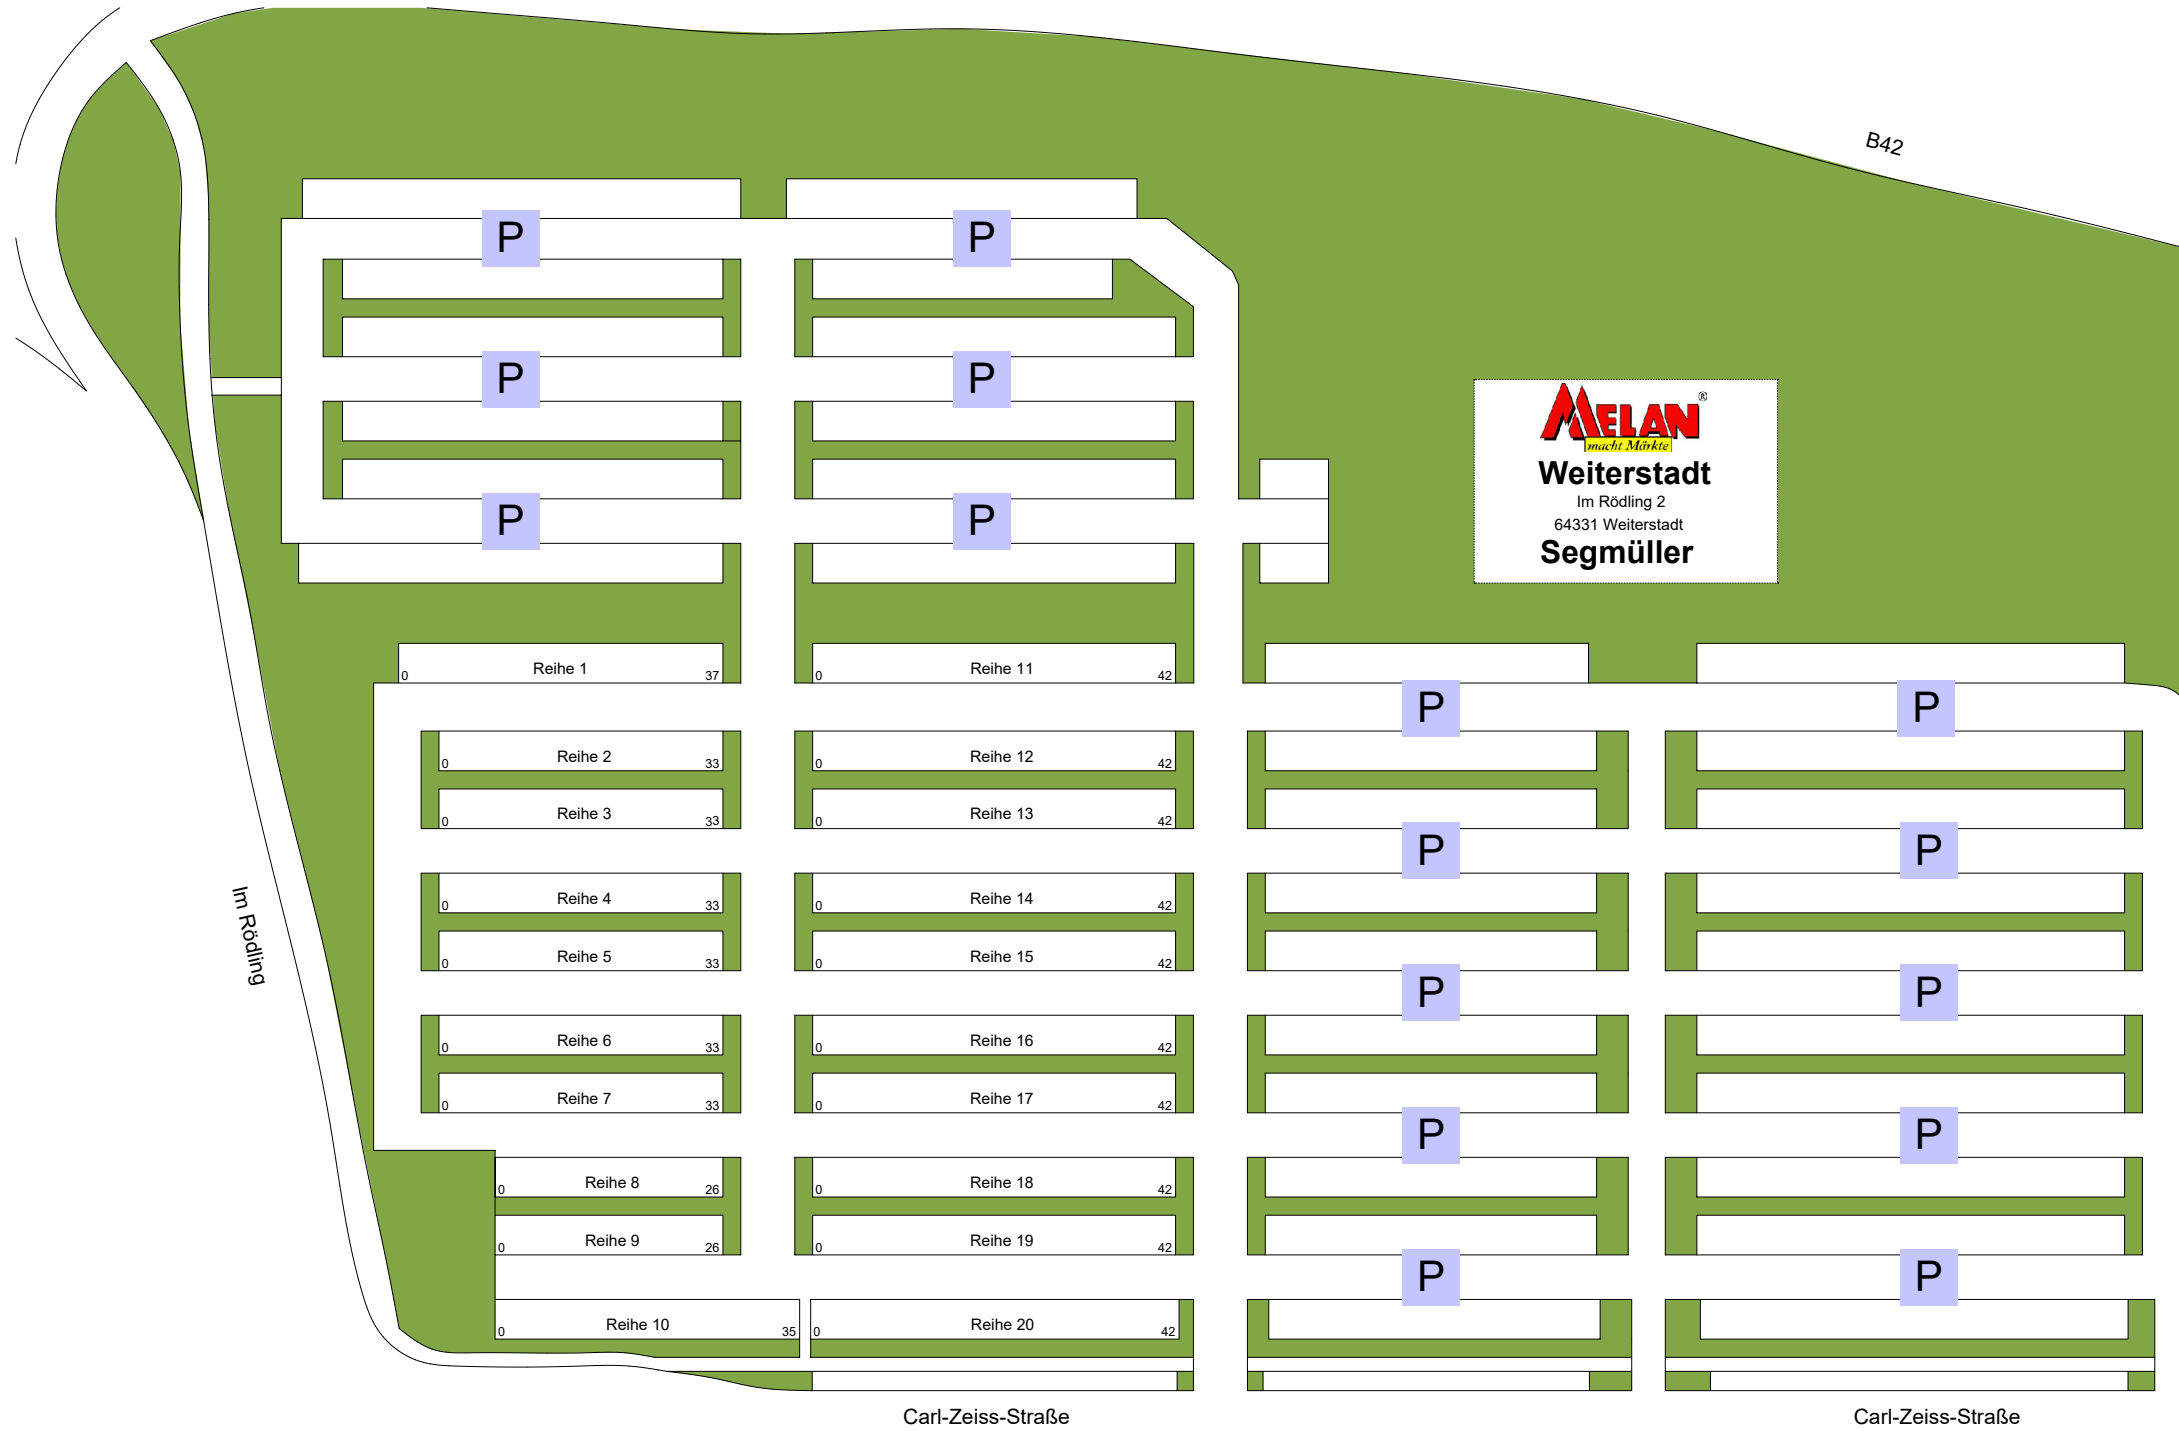 B42
P P
P P
MELAN ®
macht Märkte
Weiterstadt
Im Rödling 2
64331 Weiterstadt
Segmüller
P P
0 Reihe 1 37
0 Reihe 11 42
P P
0 Reihe 2 33
0 Reihe 12 42
0 Reihe 3 33
0 Reihe 13 42
P P
0 Reihe 4 33
0 Reihe 14 42
Im Rödling
0 Reihe 5 33
0 Reihe 15 42
P P
0 Reihe 6 33
0 Reihe 16 42
0 Reihe 7 33
0 Reihe 17 42
P P
0 Reihe 8 26
0 Reihe 18 42
0 Reihe 9 26
0 Reihe 19 42
P P
0 Reihe 10 35
0 Reihe 20 42
Carl-Zeiss-Straße
Carl-Zeiss-Straße